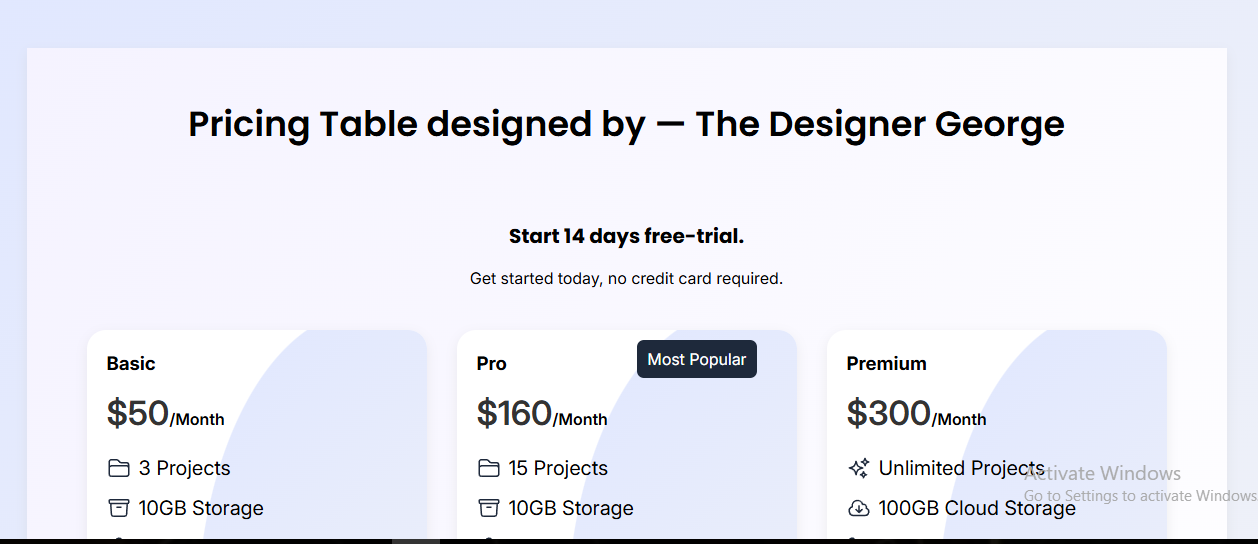 Pricing Table designed by — The Designer George
Start 14 days free-trial.
Get started today, no credit card required.
Basic
$50/Month
3 Projects
10GB Storage
Pro
Most Popular
$160/Month
15 Projects
10GB Storage
Premium
$300/Month
Unlimited Projects
100GB Cloud Storage
Activate Windows
Go to Settings to activate Windows